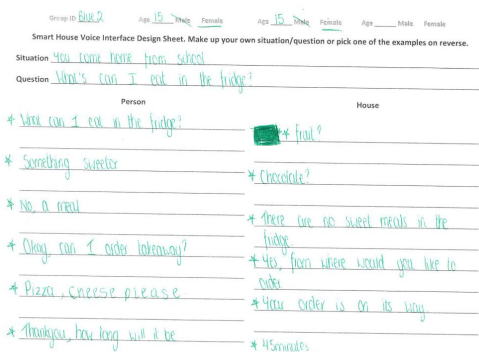 Group ID Blue 2 Age 15 Male Female Age 15 Male Female Age Male Female
Smart House Voice Interface Design Sheet. Make up your own situation/question or pick one of the examples on reverse.
Situation You come home from school
Question What's can I eat in the fridge?
Person
House
* What can I eat in the fridge?
* fruit?
* Something sweeter
* Chocolate?
* No, a meal
* There are no sweet meals in the
fridge.
* Okay, can I order takeaway?
* Yes, from where would you like to
order
* Pizza, cheese please
* Your order is on its way.
* Thankyou, how long will it be
* 45 minutes